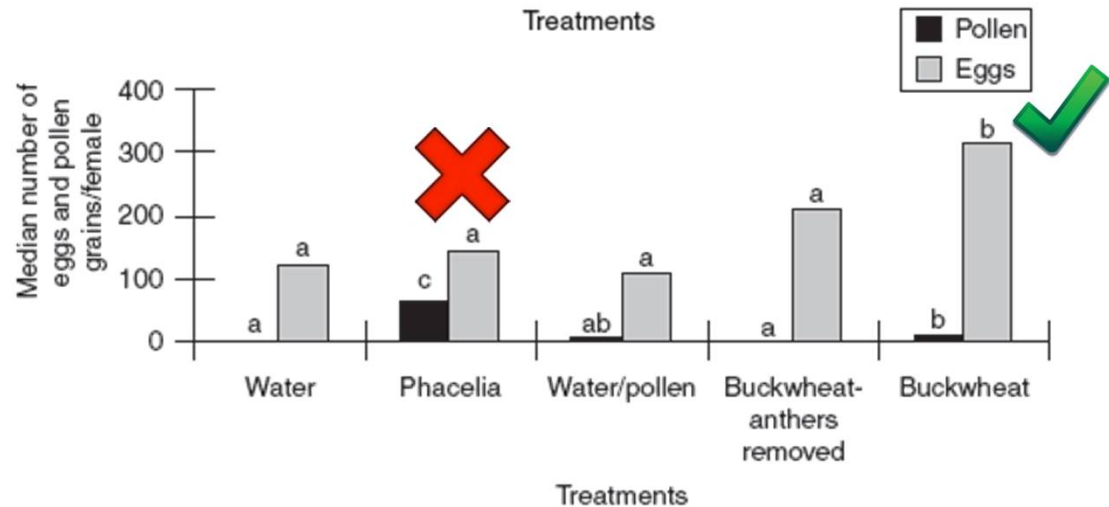 Treatments
Pollen
Eggs
Median number of
eggs and pollen
grains/female
400
300
200
100
0
a
a
c
a
ab
a
a
a
b
b
Water
Phacelia
Water/pollen
Buckwheat-
anthers
removed
Buckwheat
Treatments